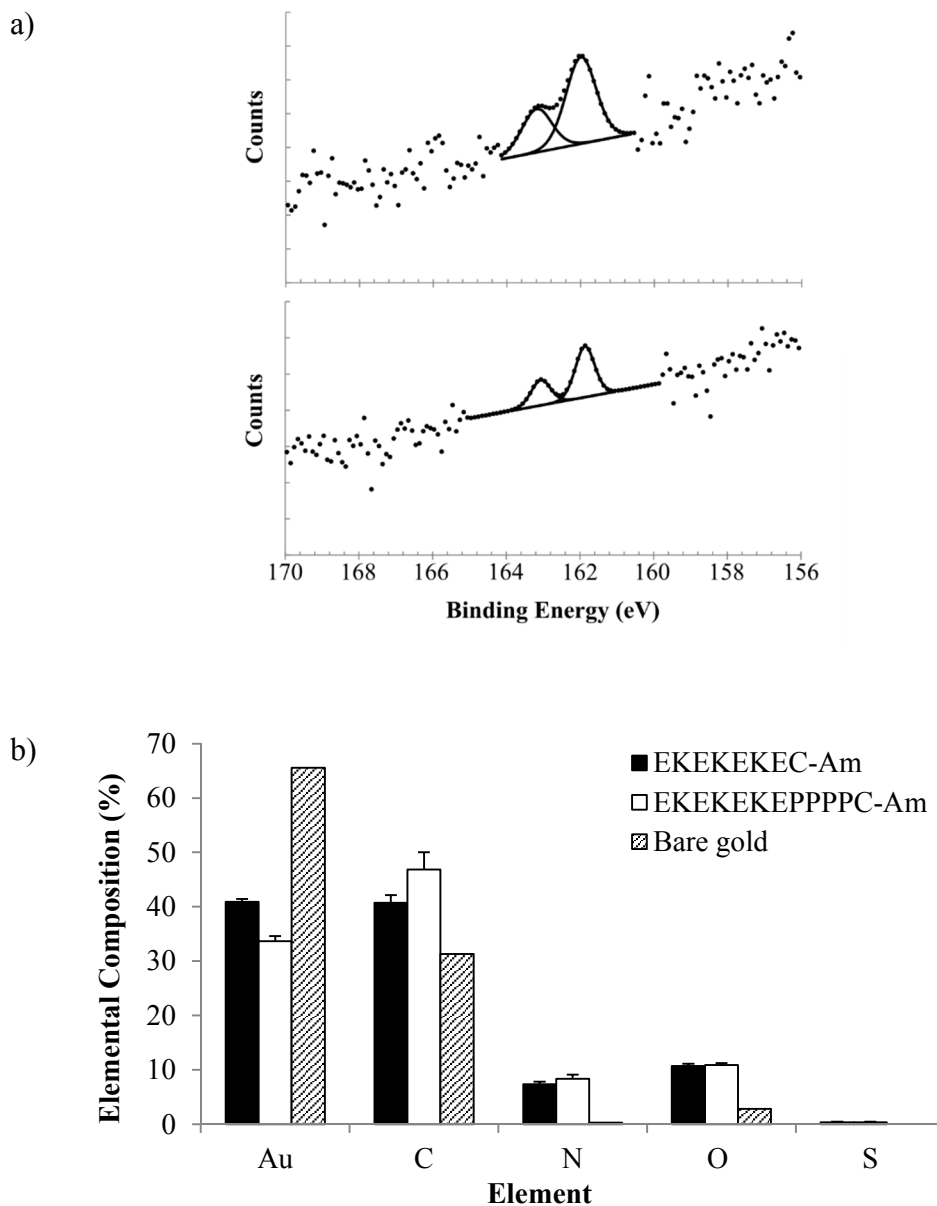 a)
Counts
Counts
170 168 166 164 162 160 158 156
Binding Energy (eV)
b)
Elemental Composition (%)
70
60
50
40
30
20
10
0
EKEKEKEC-Am
EKEKEKEPPPPC-Am
Bare gold
Au C N O S
Element